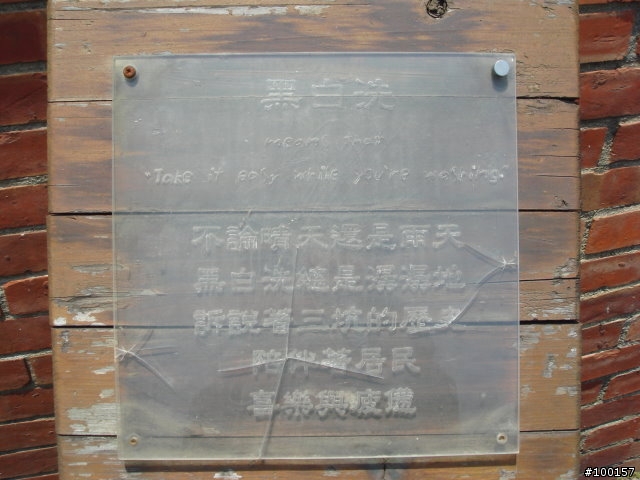 黑白洗
meant that
"Take it easy while you're washing"
不論晴天還是雨天
黑白洗總是濕濕地
訴說著三坑的歷史
陪伴著居民
喜樂與疲憊
#100157